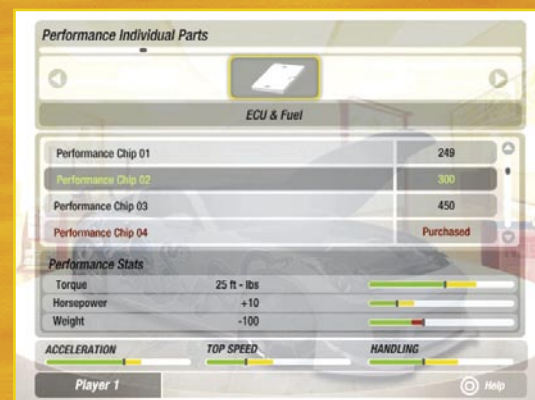 Performance Individual Parts
ECU & Fuel
Performance Chip 01 249
Performance Chip 02 300
Performance Chip 03 450
Performance Chip 04 Purchased
Performance Stats
Torque 25 ft - lbs
Horsepower +10
Weight -100
ACCELERATION TOP SPEED HANDLING
Player 1 Help